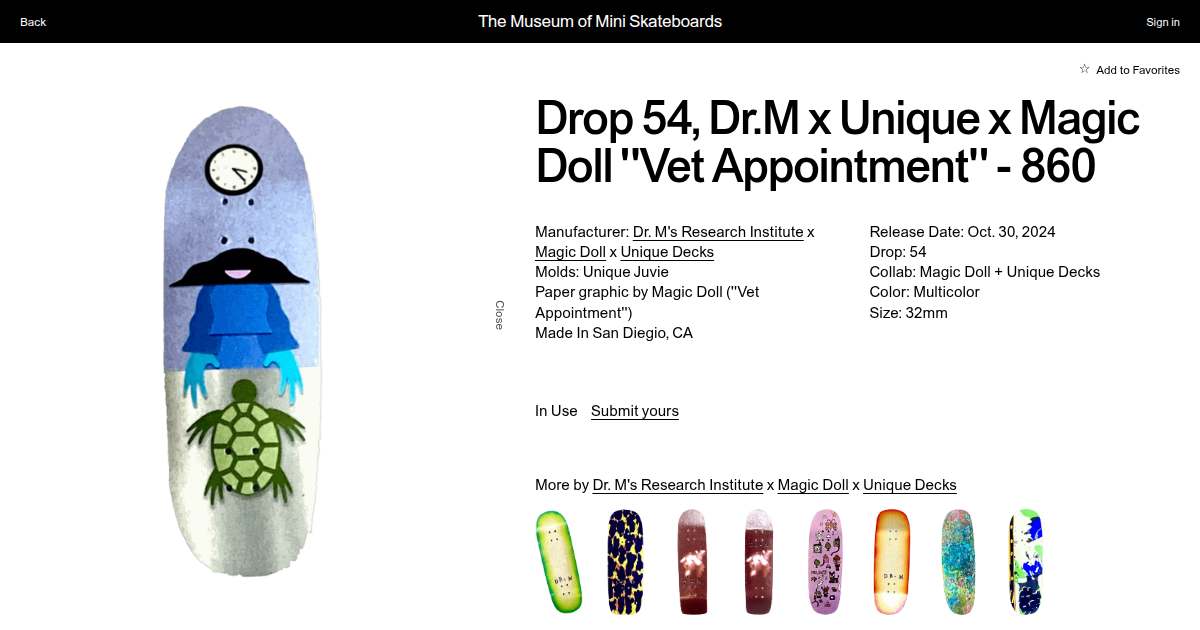 Back
The Museum of Mini Skateboards
Sign in
☆ Add to Favorites
Drop 54, Dr.M x Unique x Magic
Doll "Vet Appointment" - 860
Manufacturer: Dr. M's Research Institute x
Magic Doll x Unique Decks
Molds: Unique Juvie
Paper graphic by Magic Doll ("Vet
Appointment")
Made In San Diegio, CA
Release Date: Oct. 30, 2024
Drop: 54
Collab: Magic Doll + Unique Decks
Color: Multicolor
Size: 32mm
Close
In Use Submit yours
More by Dr. M's Research Institute x Magic Doll x Unique Decks
DR.M
DR.M